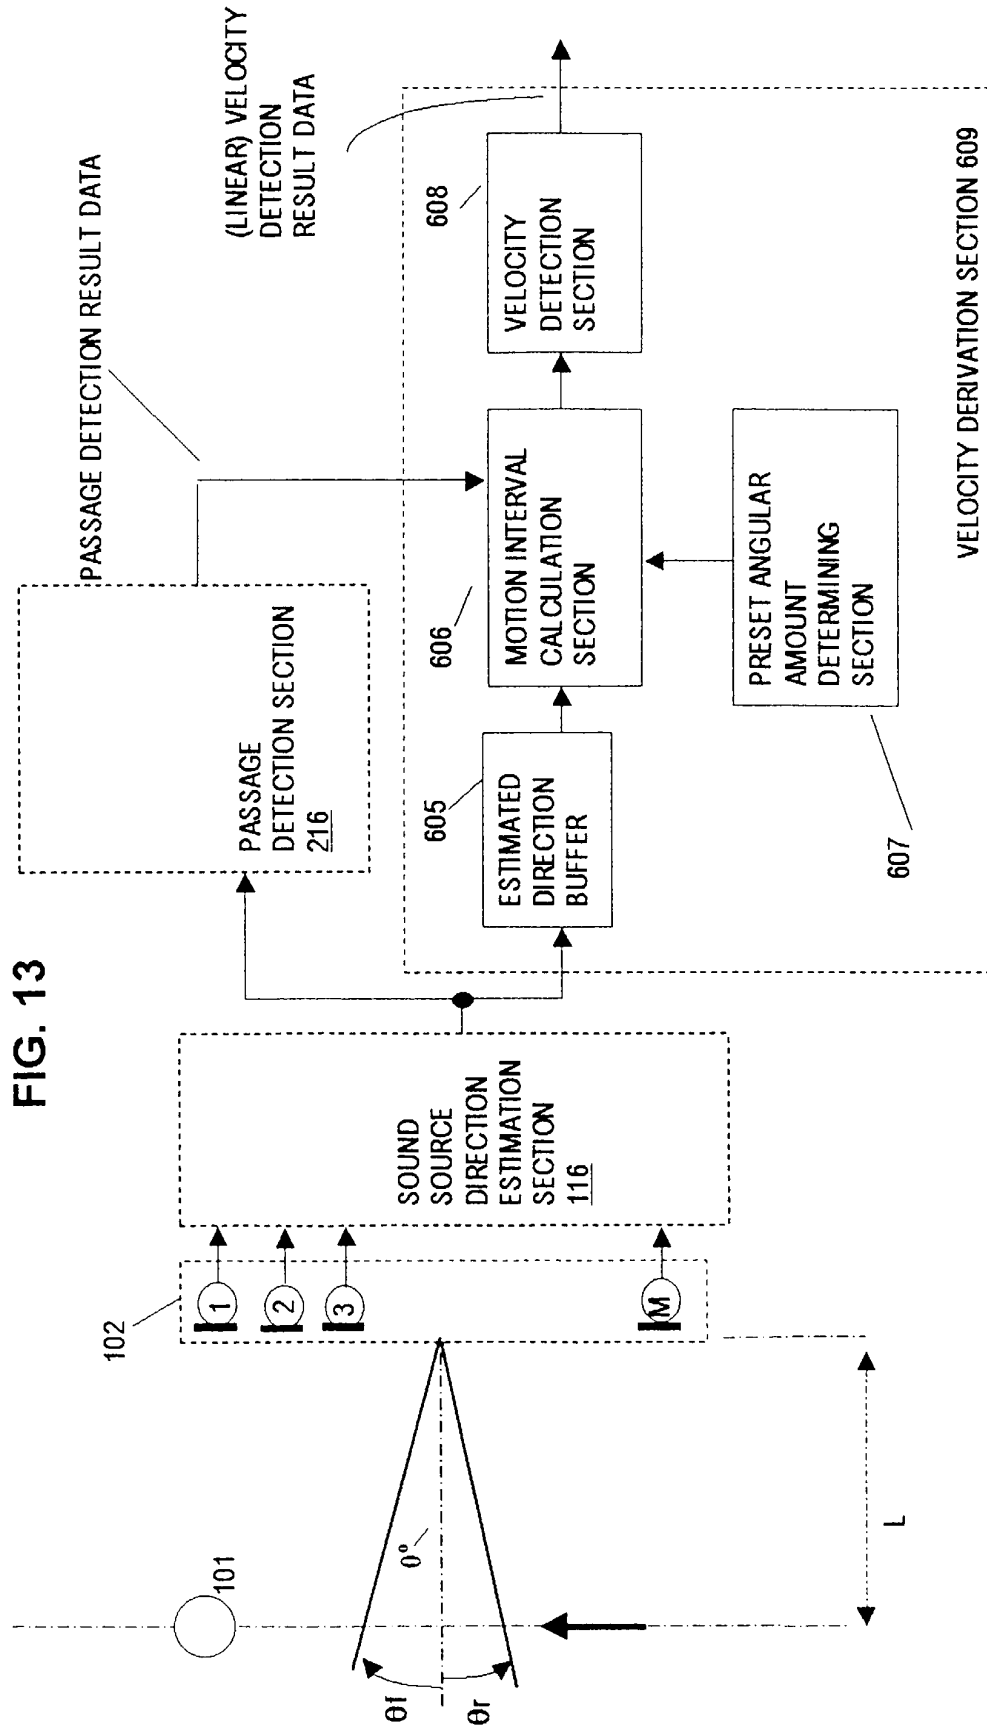 FIG. 13
101
θf
θr
0°
L
102
1
2
3
M
SOUND
SOURCE
DIRECTION
ESTIMATION
SECTION
116
PASSAGE
DETECTION SECTION
216
PASSAGE DETECTION RESULT DATA
605
ESTIMATED
DIRECTION
BUFFER
606
MOTION INTERVAL
CALCULATION
SECTION
607
PRESET ANGULAR
AMOUNT
DETERMINING
SECTION
608
VELOCITY
DETECTION
SECTION
(LINEAR) VELOCITY
DETECTION
RESULT DATA
VELOCITY DERIVATION SECTION 609